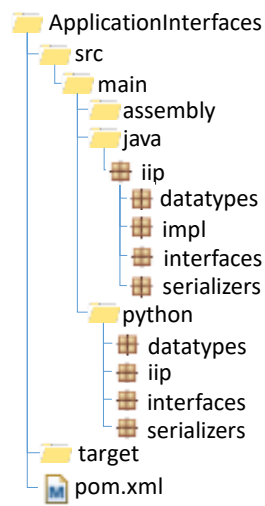 ApplicationInterfaces
src
main
assembly
java
iip
datatypes
impl
interfaces
serializers
python
datatypes
iip
interfaces
serializers
target
M
pom.xml